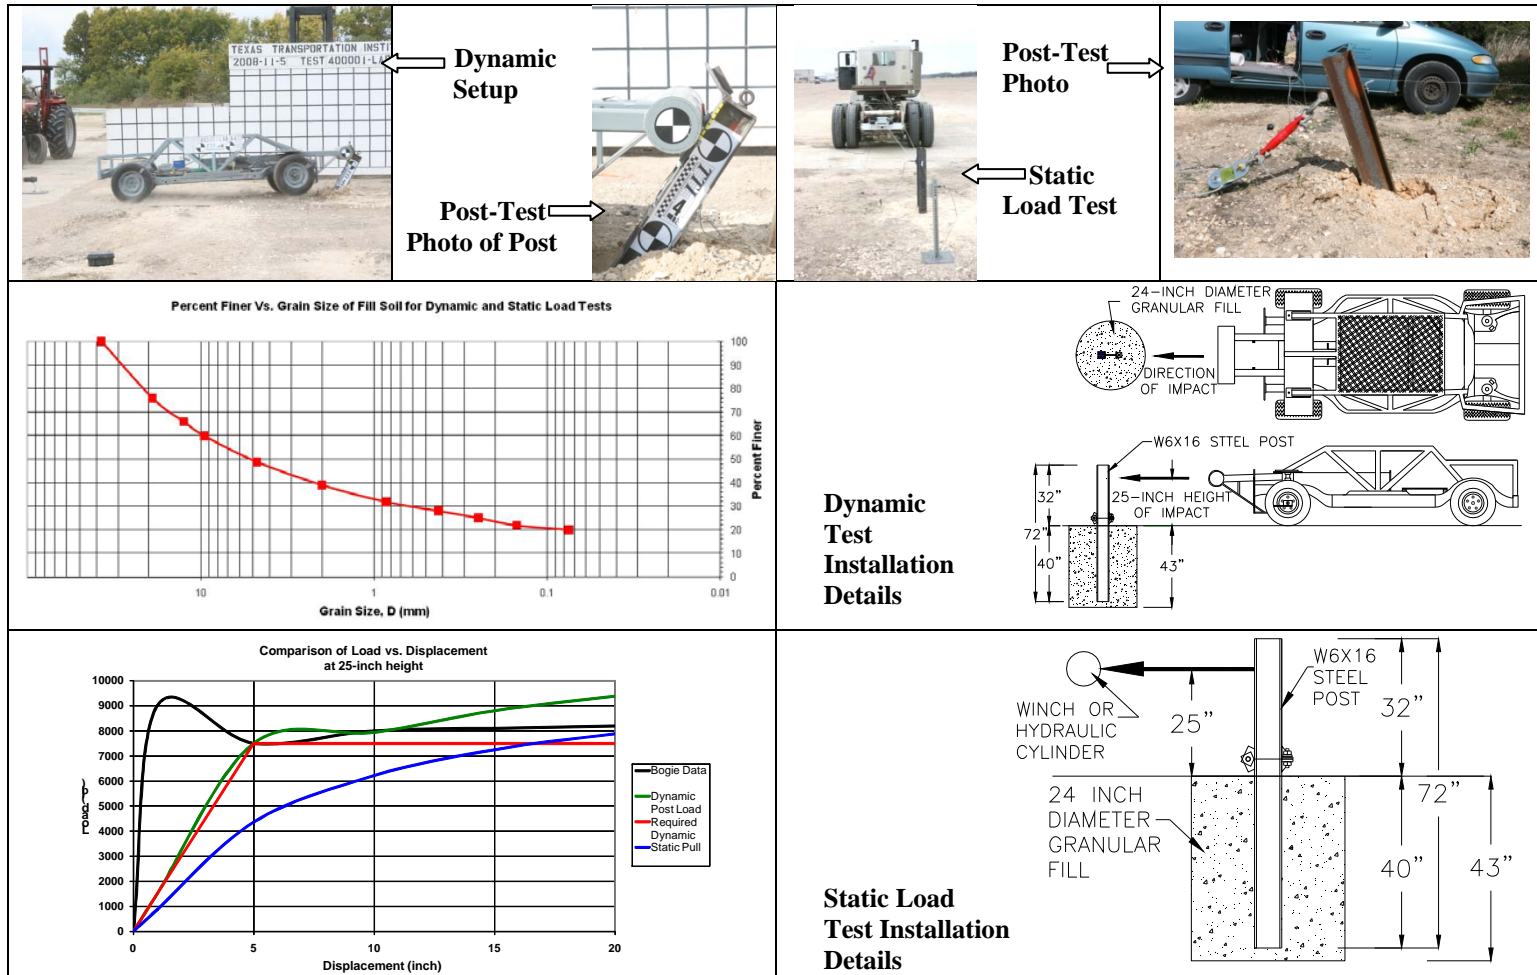 TEXAS TRANSPORTATION INSTI
2008-11-5 TEST 400001-LA
Dynamic
Setup
Post-Test
Photo of Post
TTI
4
Static
Load Test
Post-Test
Photo
Percent Finer Vs. Grain Size of Fill Soil for Dynamic and Static Load Tests
100
90
80
70
60
50
40
30
20
10
0
Percent Finer
10
1
0.1
0.01
Grain Size, D (mm)
24-INCH DIAMETER
GRANULAR FILL
DIRECTION
OF IMPACT
W6X16 STTEL POST
25-INCH HEIGHT
OF IMPACT
32"
72"
40"
43"
Dynamic
Test
Installation
Details
Comparison of Load vs. Displacement
at 25-inch height
10000
9000
8000
7000
6000
5000
4000
3000
2000
1000
0
0
5
10
15
20
Displacement (inch)
Bogie Data
Dynamic
Post Load
Required
Dynamic
Static Pull
WINCH OR
HYDRAULIC
CYLINDER
25"
W6X16
STEEL
POST
32"
72"
24 INCH
DIAMETER
GRANULAR
FILL
40"
43"
Static Load
Test Installation
Details